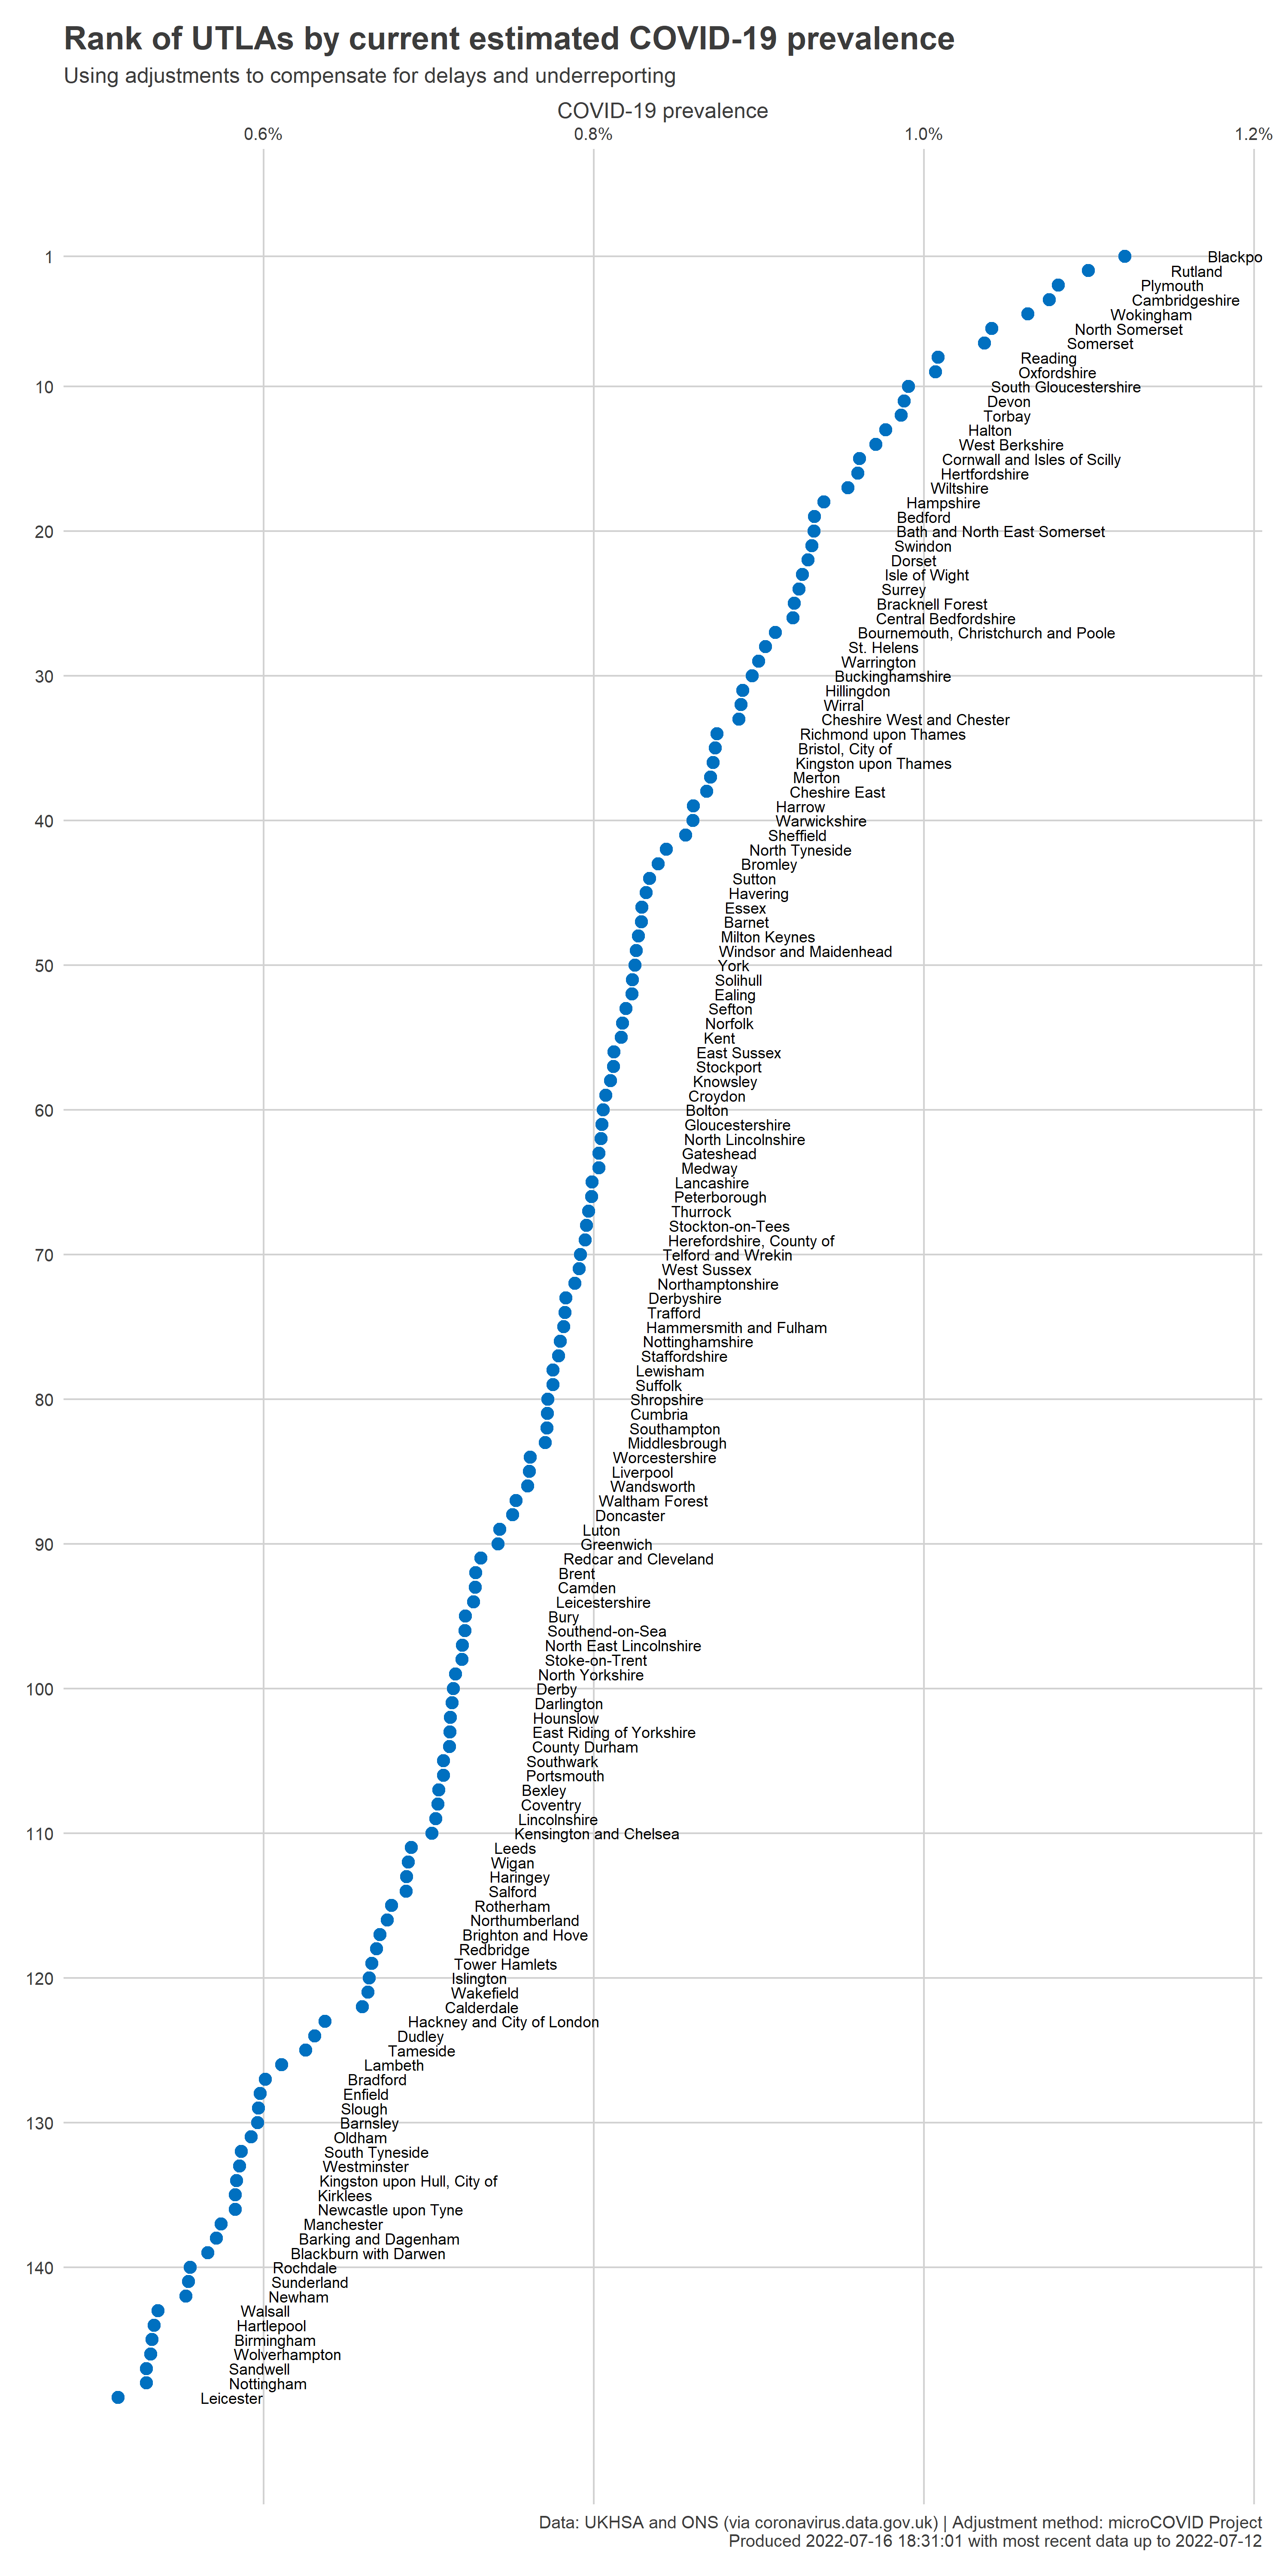 Rank of UTLAs by current estimated COVID-19 prevalence
Using adjustments to compensate for delays and underreporting
COVID-19 prevalence
0.6% 0.8% 1.0% 1.2%
1 Blackpo
Rutland
Plymouth
Cambridgeshire
Wokingham
North Somerset
Somerset
Reading
Oxfordshire
10 South Gloucestershire
Devon
Torbay
Halton
West Berkshire
Cornwall and Isles of Scilly
Hertfordshire
Wiltshire
Hampshire
Bedford
20 Bath and North East Somerset
Swindon
Dorset
Isle of Wight
Surrey
Bracknell Forest
Central Bedfordshire
Bournemouth, Christchurch and Poole
St. Helens
Warrington
30 Buckinghamshire
Hillingdon
Wirral
Cheshire West and Chester
Richmond upon Thames
Bristol, City of
Kingston upon Thames
Merton
Cheshire East
Harrow
40 Warwickshire
Sheffield
North Tyneside
Bromley
Sutton
Havering
Essex
Barnet
Milton Keynes
Windsor and Maidenhead
50 York
Solihull
Ealing
Sefton
Norfolk
Kent
East Sussex
Stockport
Knowsley
Croydon
60 Bolton
Gloucestershire
North Lincolnshire
Gateshead
Medway
Lancashire
Peterborough
Thurrock
Stockton-on-Tees
Herefordshire, County of
70 Telford and Wrekin
West Sussex
Northamptonshire
Derbyshire
Trafford
Hammersmith and Fulham
Nottinghamshire
Staffordshire
Lewisham
Suffolk
80 Shropshire
Cumbria
Southampton
Middlesbrough
Worcestershire
Liverpool
Wandsworth
Waltham Forest
Doncaster
Luton
90 Greenwich
Redcar and Cleveland
Brent
Camden
Leicestershire
Bury
Southend-on-Sea
North East Lincolnshire
Stoke-on-Trent
North Yorkshire
100 Derby
Darlington
Hounslow
East Riding of Yorkshire
County Durham
Southwark
Portsmouth
Bexley
Coventry
Lincolnshire
110 Kensington and Chelsea
Leeds
Wigan
Haringey
Salford
Rotherham
Northumberland
Brighton and Hove
Redbridge
Tower Hamlets
120 Islington
Wakefield
Calderdale
Hackney and City of London
Dudley
Tameside
Lambeth
Bradford
Enfield
Slough
130 Barnsley
Oldham
South Tyneside
Westminster
Kingston upon Hull, City of
Kirklees
Newcastle upon Tyne
Manchester
Barking and Dagenham
Blackburn with Darwen
140 Rochdale
Sunderland
Newham
Walsall
Hartlepool
Birmingham
Wolverhampton
Sandwell
Nottingham
Leicester
Data: UKHSA and ONS (via coronavirus.data.gov.uk) | Adjustment method: microCOVID Project
Produced 2022-07-16 18:31:01 with most recent data up to 2022-07-12